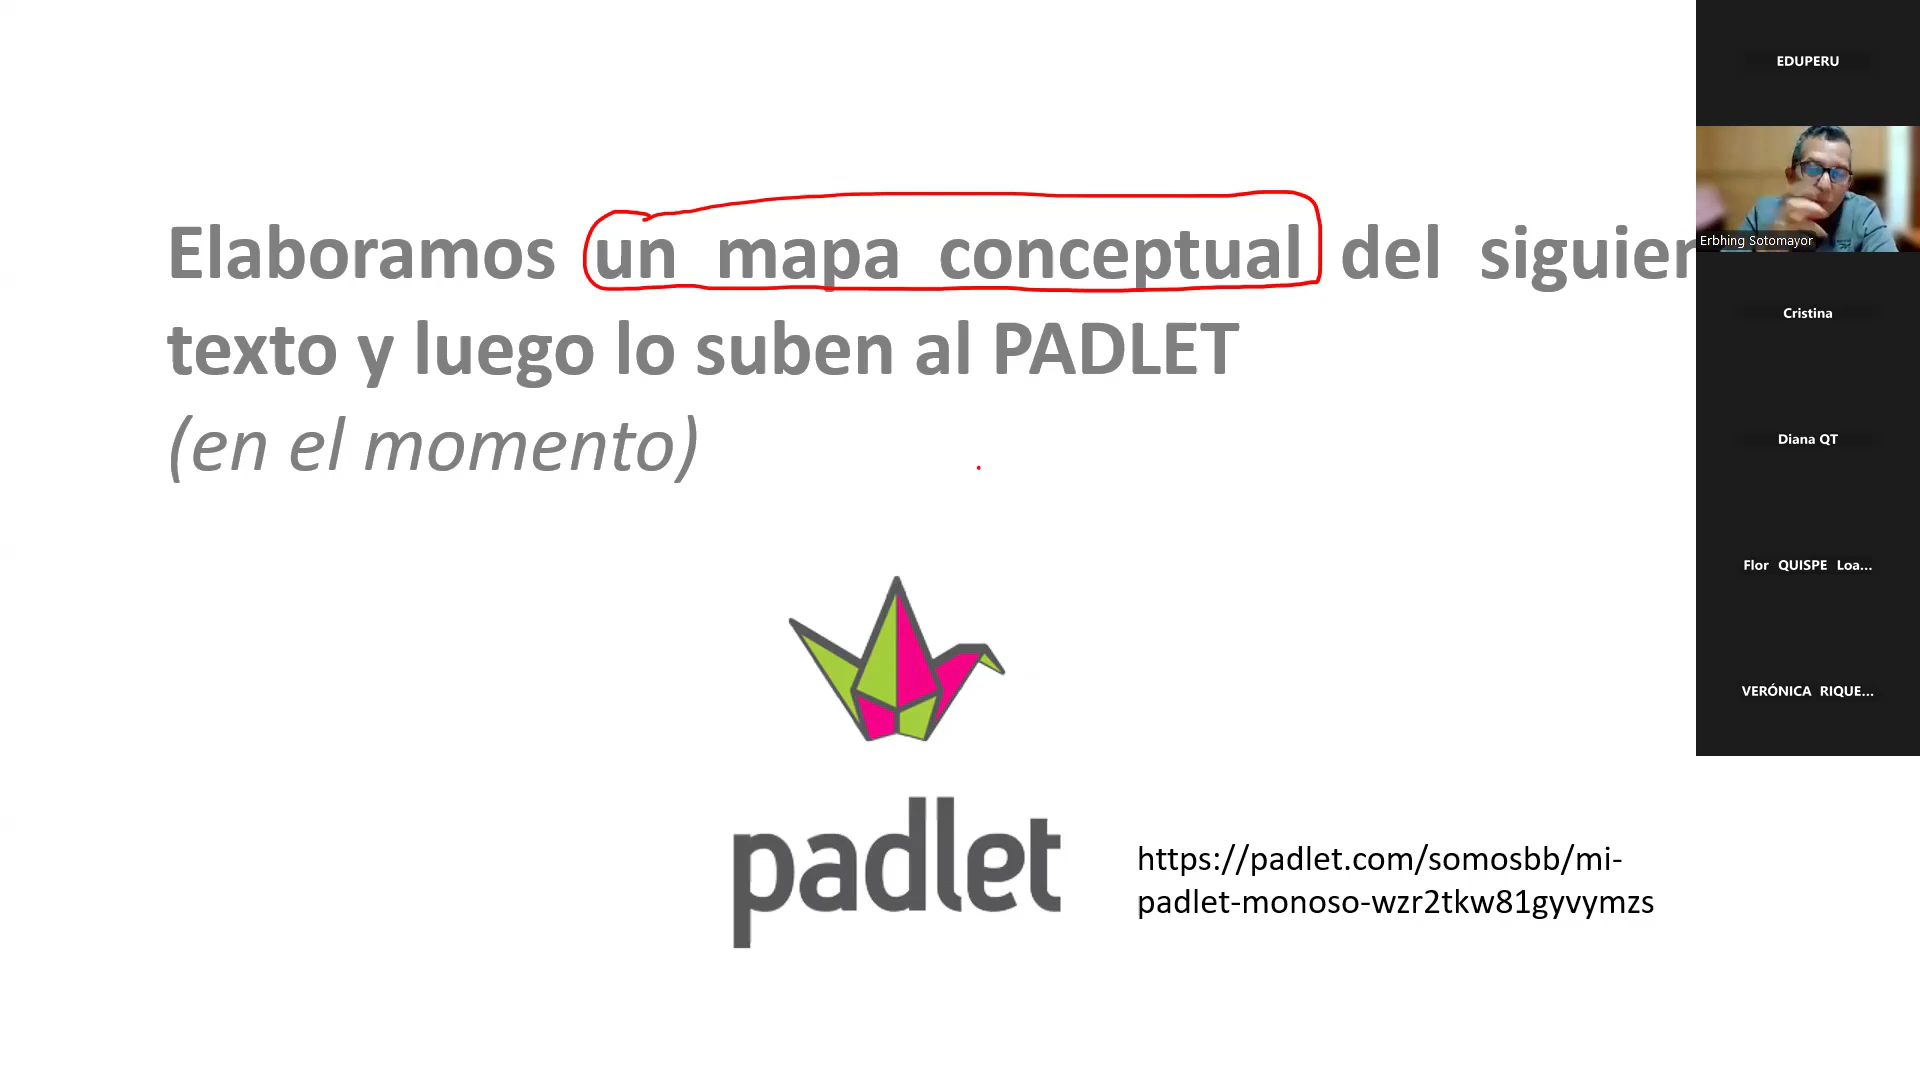 Elaboramos un mapa conceptual del siguien
texto y luego lo suben al PADLET
(en el momento)
padlet
https://padlet.com/somosbb/mi-
padlet-monoso-wzr2tkw81gyvymzs
EDUPERU
Erbhing Sotomayor
Cristina
Diana QT
Flor QUISPE Loa...
VERÓNICA RIQUE...